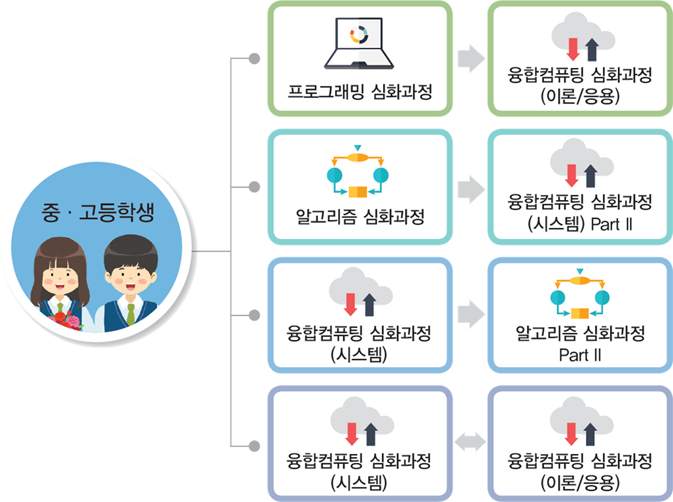 중 · 고등학생
프로그래밍 심화과정
융합컴퓨팅 심화과정
(이론/응용)
알고리즘 심화과정
융합컴퓨팅 심화과정
(시스템) Part II
융합컴퓨팅 심화과정
(시스템)
알고리즘 심화과정
Part II
융합컴퓨팅 심화과정
(시스템)
융합컴퓨팅 심화과정
(이론/응용)